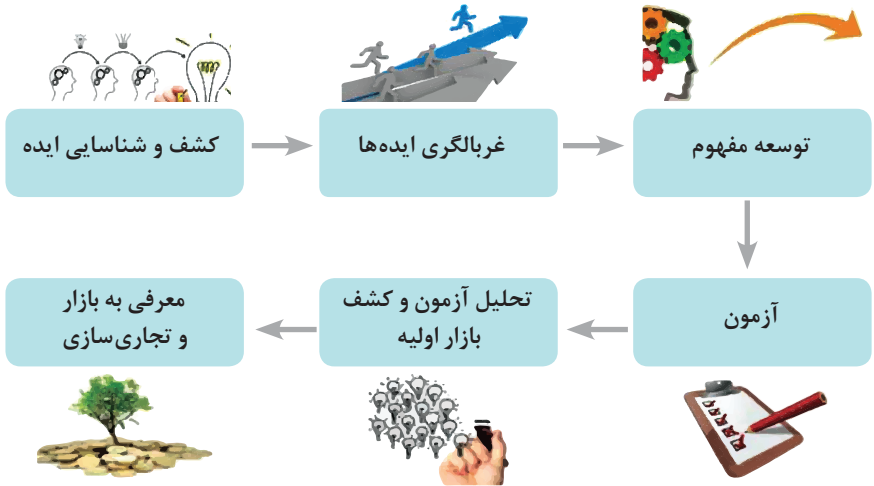 کشف و شناسایی ایده
غربالگری ایده‌ها
توسعه مفهوم
آزمون
تحلیل آزمون و کشف
بازار اولیه
معرفی به بازار
و تجاری‌سازی